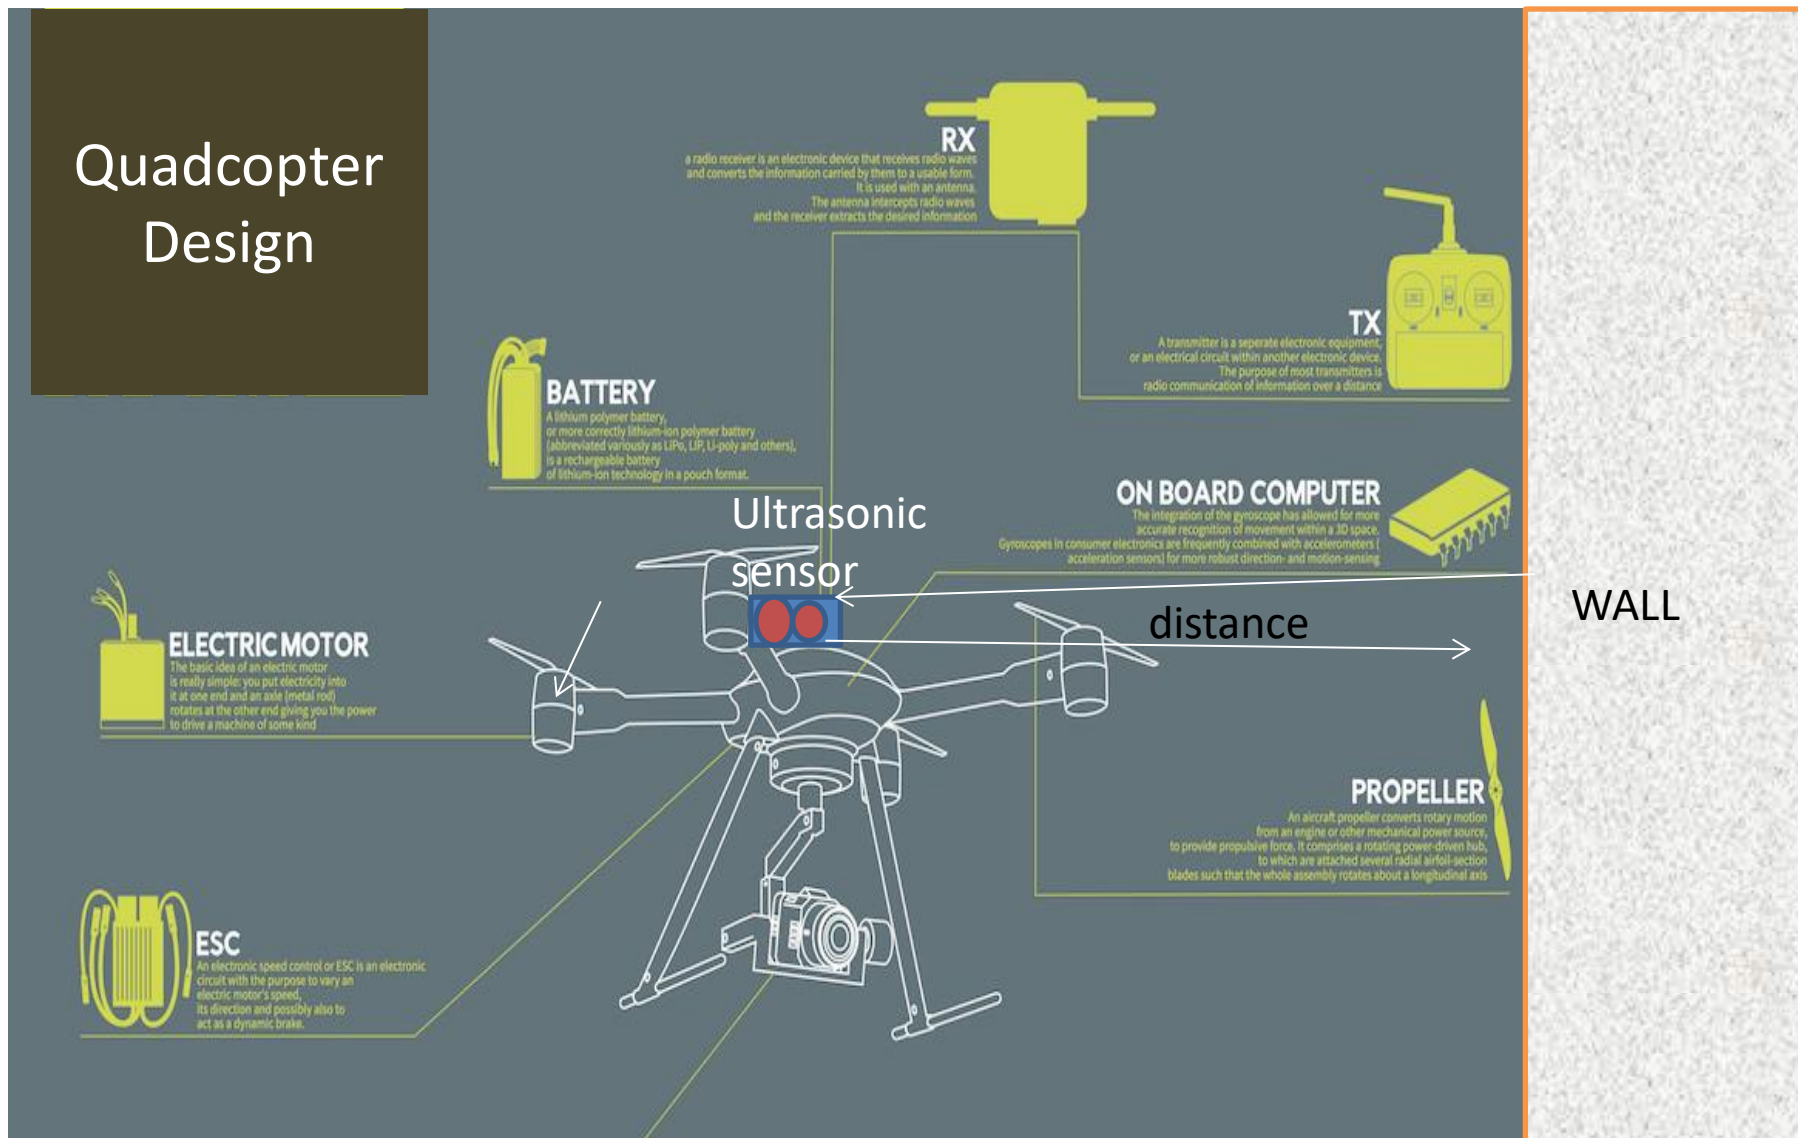 Quadcopter
Design
RX
a radio receiver is an electronic device that receives radio waves
and converts the information carried by them to a usable form.
It is used with an antenna.
The antenna intercepts radio waves
and the receiver extracts the desired information
TX
A transmitter is a seperate electronic equipment,
or an electrical circuit within another electronic device.
The purpose of most transmitters is
radio communication of information over a distance
BATTERY
A lithium polymer battery,
or more correctly lithium-ion polymer battery
(abbreviated variously as LiPo, LIP, Li-poly and others),
is a rechargeable battery
of lithium-ion technology in a pouch format.
ON BOARD COMPUTER
The integration of the gyroscope has allowed for more
accurate recognition of movement within a 3D space.
Gyroscopes in consumer electronics are frequently combined with accelerometers (
acceleration sensors) for more robust direction- and motion-sensing
Ultrasonic
sensor
distance
WALL
ELECTRIC MOTOR
The basic idea of an electric motor
is really simple: you put electricity into
it at one end and an axle (metal rod)
rotates at the other end giving you the power
to drive a machine of some kind
PROPELLER
An aircraft propeller converts rotary motion
from an engine or other mechanical power source,
to provide propulsive force. It comprises a rotating power-driven hub,
to which are attached several radial airfoil-section
blades such that the whole assembly rotates about a longitudinal axis
ESC
An electronic speed control or ESC is an electronic
circuit with the purpose to vary an
electric motor's speed,
its direction and possibly also to
act as a dynamic brake.